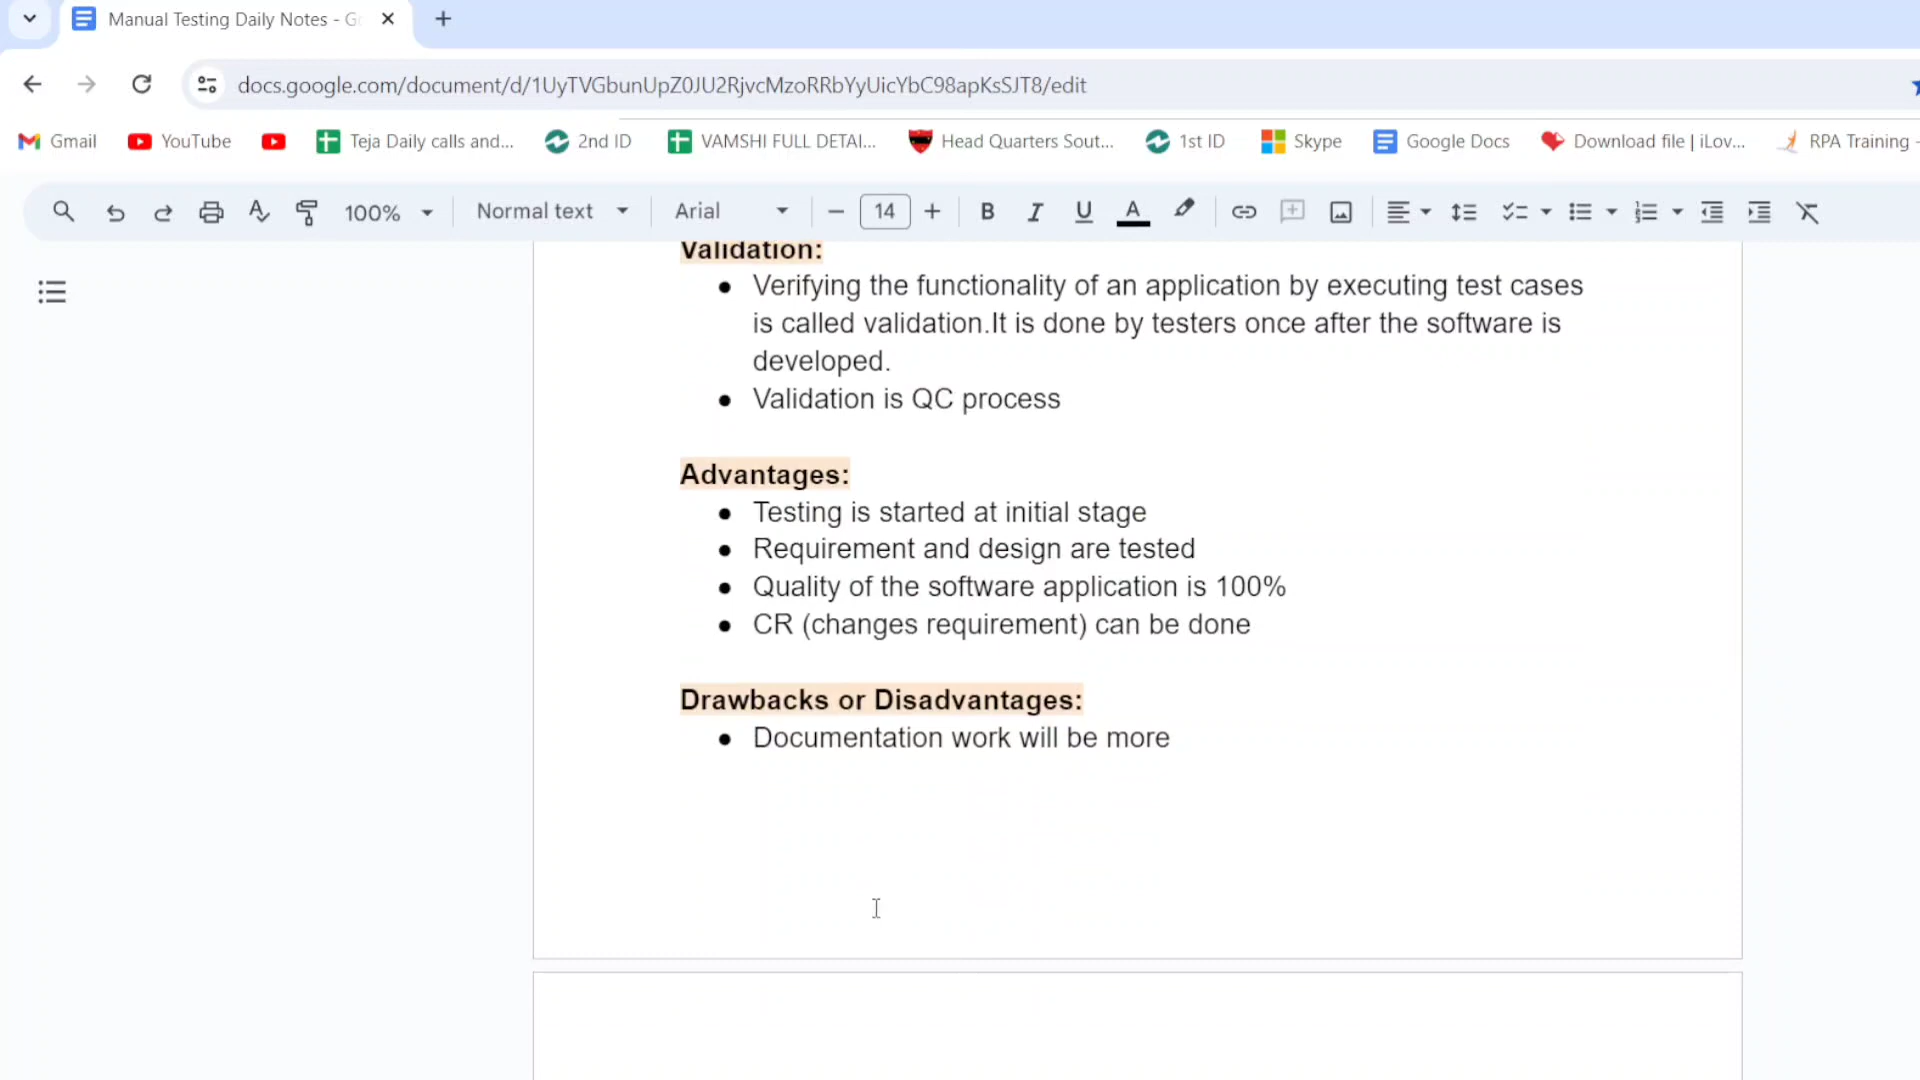 Manual Testing Daily Notes - Go
docs.google.com/document/d/1UyTVGbunUpZ0JU2RjvcMzoRRbYyUicYbC98apKsSJT8/edit
Gmail YouTube Teja Daily calls and... 2nd ID VAMSHI FULL DETAI... Head Quarters Sout... 1st ID Skype Google Docs Download file | iLov... RPA Training -
100% Normal text Arial 14 B I U A
Validation:
● Verifying the functionality of an application by executing test cases
is called validation.It is done by testers once after the software is
developed.
● Validation is QC process
Advantages:
● Testing is started at initial stage
● Requirement and design are tested
● Quality of the software application is 100%
● CR (changes requirement) can be done
Drawbacks or Disadvantages:
● Documentation work will be more